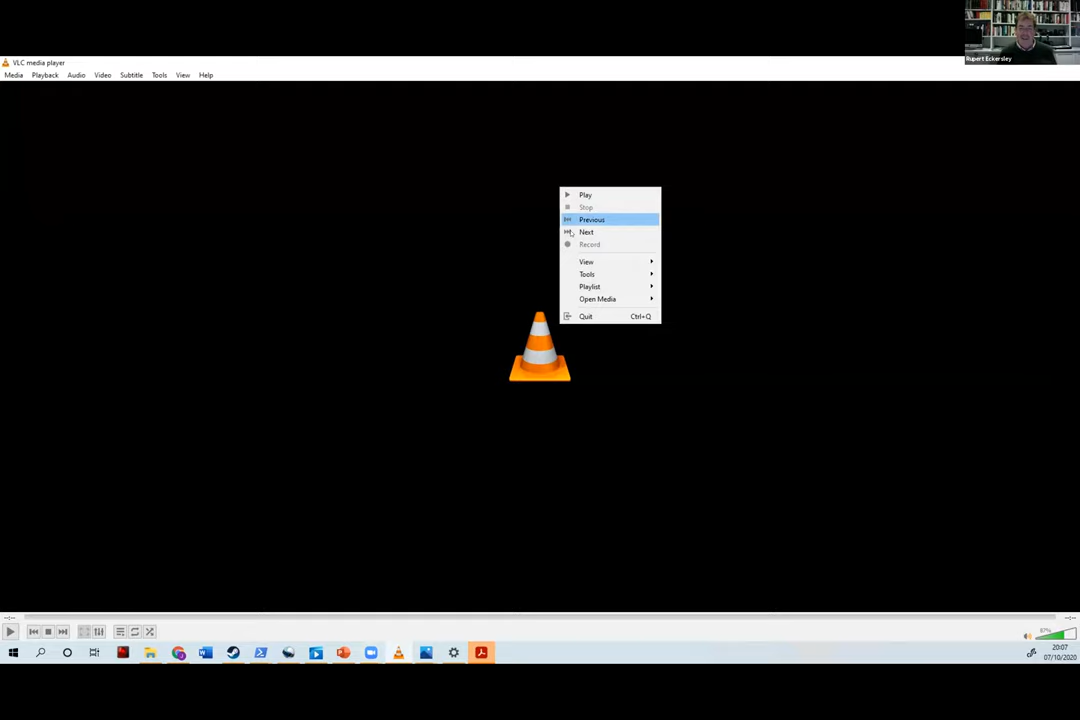 Rupert Eckersley
VLC media player
Media Playback Audio Video Subtitle Tools View Help
Play
Stop
Previous
Next
Record
View
Tools
Playlist
Open Media
Quit Ctrl+Q
--:-- --:--
87%
20:07
07/10/2020